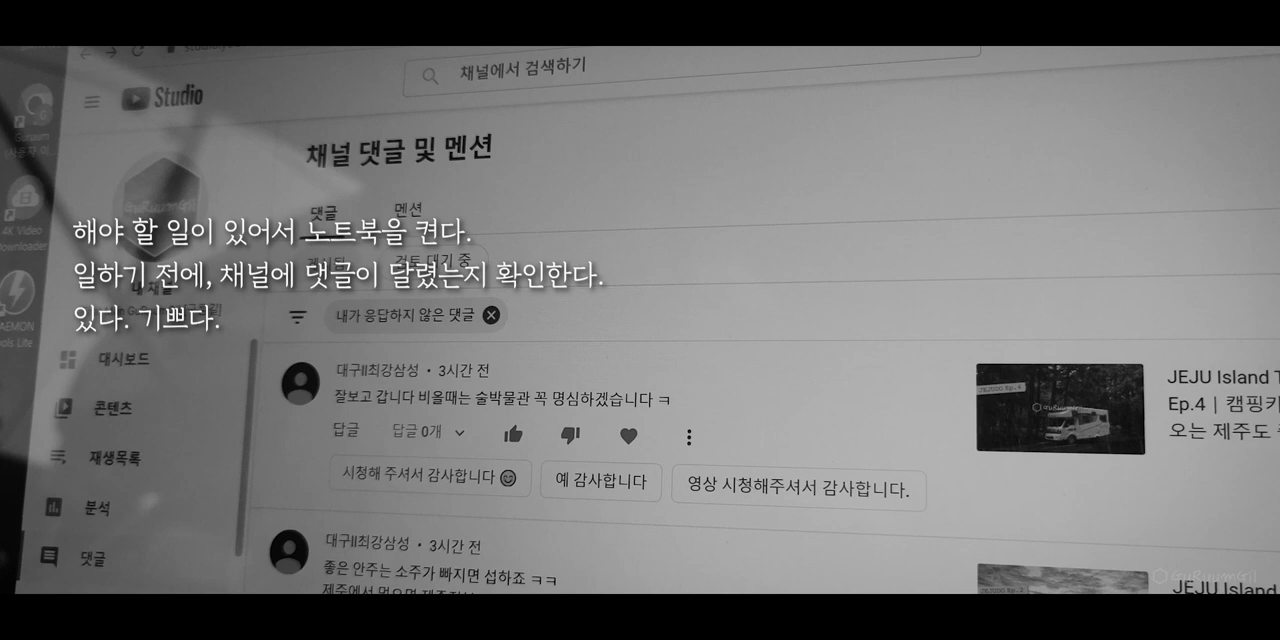 Studio
채널에서 검색하기
채널 댓글 및 멘션
댓글
멘션
해야 할 일이 있어서 노트북을 켠다.
일하기 전에, 채널에 댓글이 달렸는지 확인한다.
있다. 기쁘다.
검토 대기 중
4K Video
Downloader
내가 응답하지 않은 댓글
대시보드
콘텐츠
재생목록
분석
댓글
대구||최강삼성 • 3시간 전
잘보고 갑니다 비올때는 술박물관 꼭 명심하겠습니다 ㅋ
답글
답글 0개
시청해 주셔서 감사합니다
예 감사합니다
영상 시청해주셔서 감사합니다.
JEJU Island T
Ep.4 | 캠핑카
오는 제주도
대구||최강삼성 • 3시간 전
좋은 안주는 소주가 빠지면 섭하죠 ㅋㅋ
JEJU Island
GuRuumGil